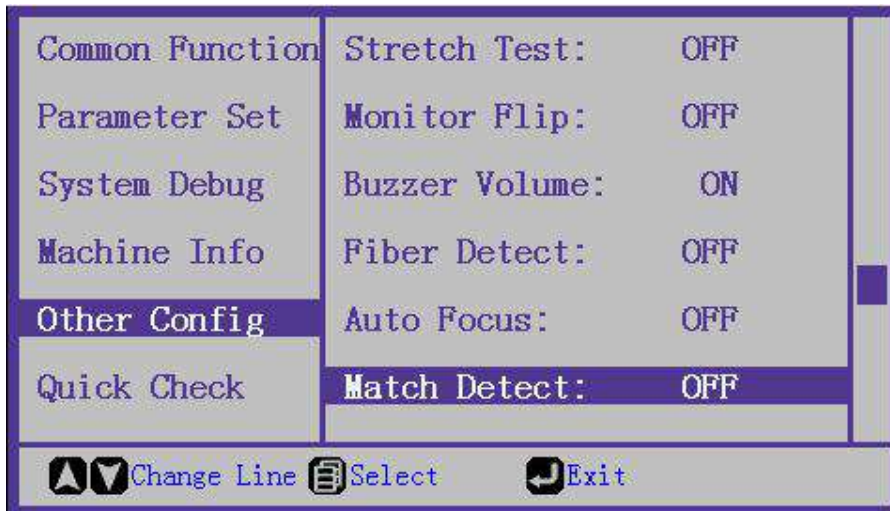 Common Function Stretch Test: OFF
Parameter Set Monitor Flip: OFF
System Debug Buzzer Volume: ON
Machine Info Fiber Detect: OFF
Other Config Auto Focus: OFF
Quick Check Match Detect: OFF
Change Line Select Exit